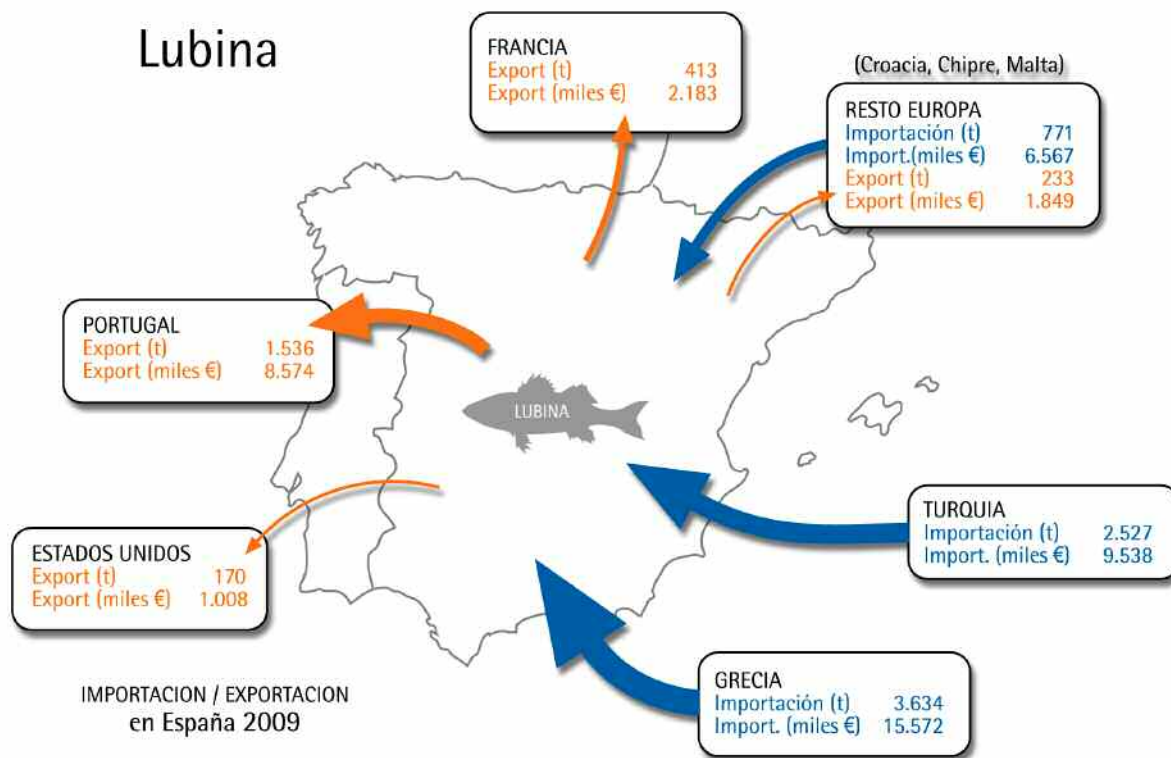 Lubina
FRANCIA
Export (t) 413
Export (miles €) 2.183
(Croacia, Chipre, Malta)
RESTO EUROPA
Importación (t) 771
Import.(miles €) 6.567
Export (t) 233
Export (miles €) 1.849
PORTUGAL
Export (t) 1.536
Export (miles €) 8.574
LUBINA
ESTADOS UNIDOS
Export (t) 170
Export (miles €) 1.008
TURQUIA
Importación (t) 2.527
Import. (miles €) 9.538
GRECIA
Importación (t) 3.634
Import. (miles €) 15.572
IMPORTACION / EXPORTACION
en España 2009